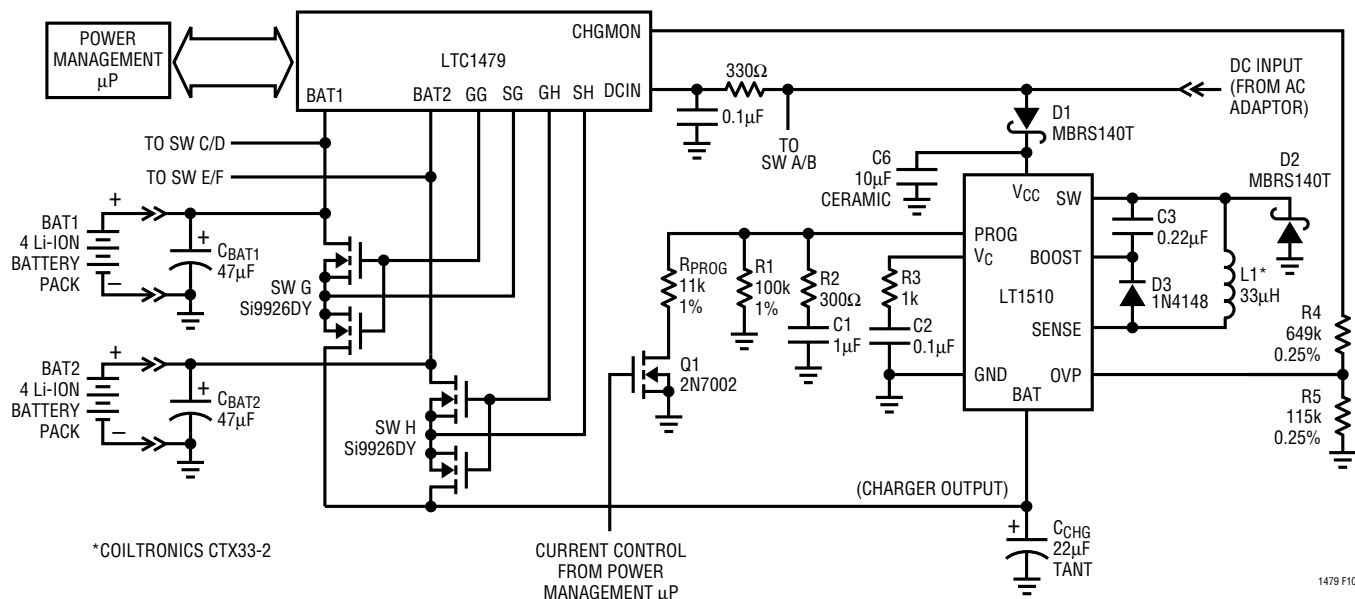 POWER
MANAGEMENT
µP
LTC1479
CHGMON
BAT1
BAT2
GG
SG
GH
SH
DCIN
330Ω
0.1µF
TO
SW A/B
DC INPUT
(FROM AC
ADAPTOR)
D1
MBRS140T
C6
10µF
CERAMIC
D2
MBRS140T
TO SW C/D
TO SW E/F
+
BAT1
4 Li-ION
BATTERY
PACK
–
+
CBAT1
47µF
SW G
Si9926DY
+
BAT2
4 Li-ION
BATTERY
PACK
–
+
CBAT2
47µF
SW H
Si9926DY
RPROG
11k
1%
R1
100k
1%
R2
300Ω
C1
1µF
R3
1k
C2
0.1µF
Q1
2N7002
VCC
SW
PROG
VC
BOOST
LT1510
SENSE
GND
OVP
BAT
C3
0.22µF
D3
1N4148
L1*
33µH
R4
649k
0.25%
R5
115k
0.25%
(CHARGER OUTPUT)
+
CCHG
22µF
TANT
*COILTRONICS CTX33-2
CURRENT CONTROL
FROM POWER
MANAGEMENT µP
1479 F10